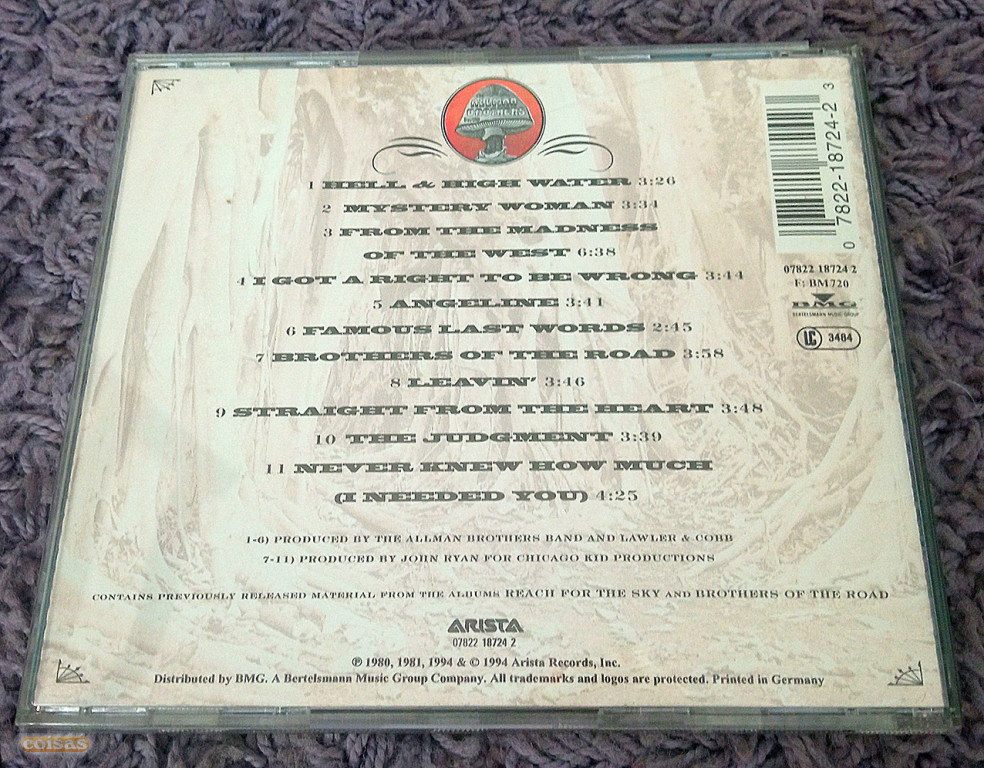 ALLMAN
BROTHERS
1 HELL & HIGH WATER 3:26
2 MYSTERY WOMAN 3:34
3 FROM THE MADNESS
OF THE WEST 6:38
4 I GOT A RIGHT TO BE WRONG 3:44
5 ANGELINE 3:41
6 FAMOUS LAST WORDS 2:45
7 BROTHERS OF THE ROAD 3:58
8 LEAVIN' 3:46
9 STRAIGHT FROM THE HEART 3:48
10 THE JUDGMENT 3:39
11 NEVER KNEW HOW MUCH
(I NEEDED YOU) 4:25
1-6) PRODUCED BY THE ALLMAN BROTHERS BAND AND LAWLER & COBB
7-11) PRODUCED BY JOHN RYAN FOR CHICAGO KID PRODUCTIONS
CONTAINS PREVIOUSLY RELEASED MATERIAL FROM THE ALBUMS REACH FOR THE SKY AND BROTHERS OF THE ROAD
ARISTA
07822 18724 2
℗ 1980, 1981, 1994 & © 1994 Arista Records, Inc.
Distributed by BMG. A Bertelsmann Music Group Company. All trademarks and logos are protected. Printed in Germany
0 7822-18724-2 3
07822 18724 2
F: BM720
BMG
BERTELSMANN MUSIC GROUP
LC 3484
coisas